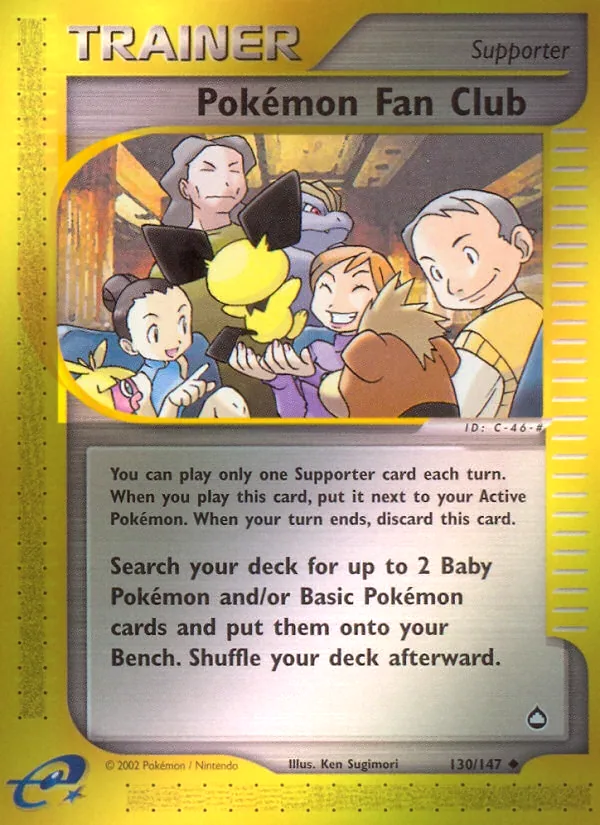 TRAINER
Supporter
Pokémon Fan Club
ID: C-46-#
You can play only one Supporter card each turn.
When you play this card, put it next to your Active
Pokémon. When your turn ends, discard this card.
Search your deck for up to 2 Baby
Pokémon and/or Basic Pokémon
cards and put them onto your
Bench. Shuffle your deck afterward.
© 2002 Pokémon / Nintendo
Illus. Ken Sugimori
130/147
e